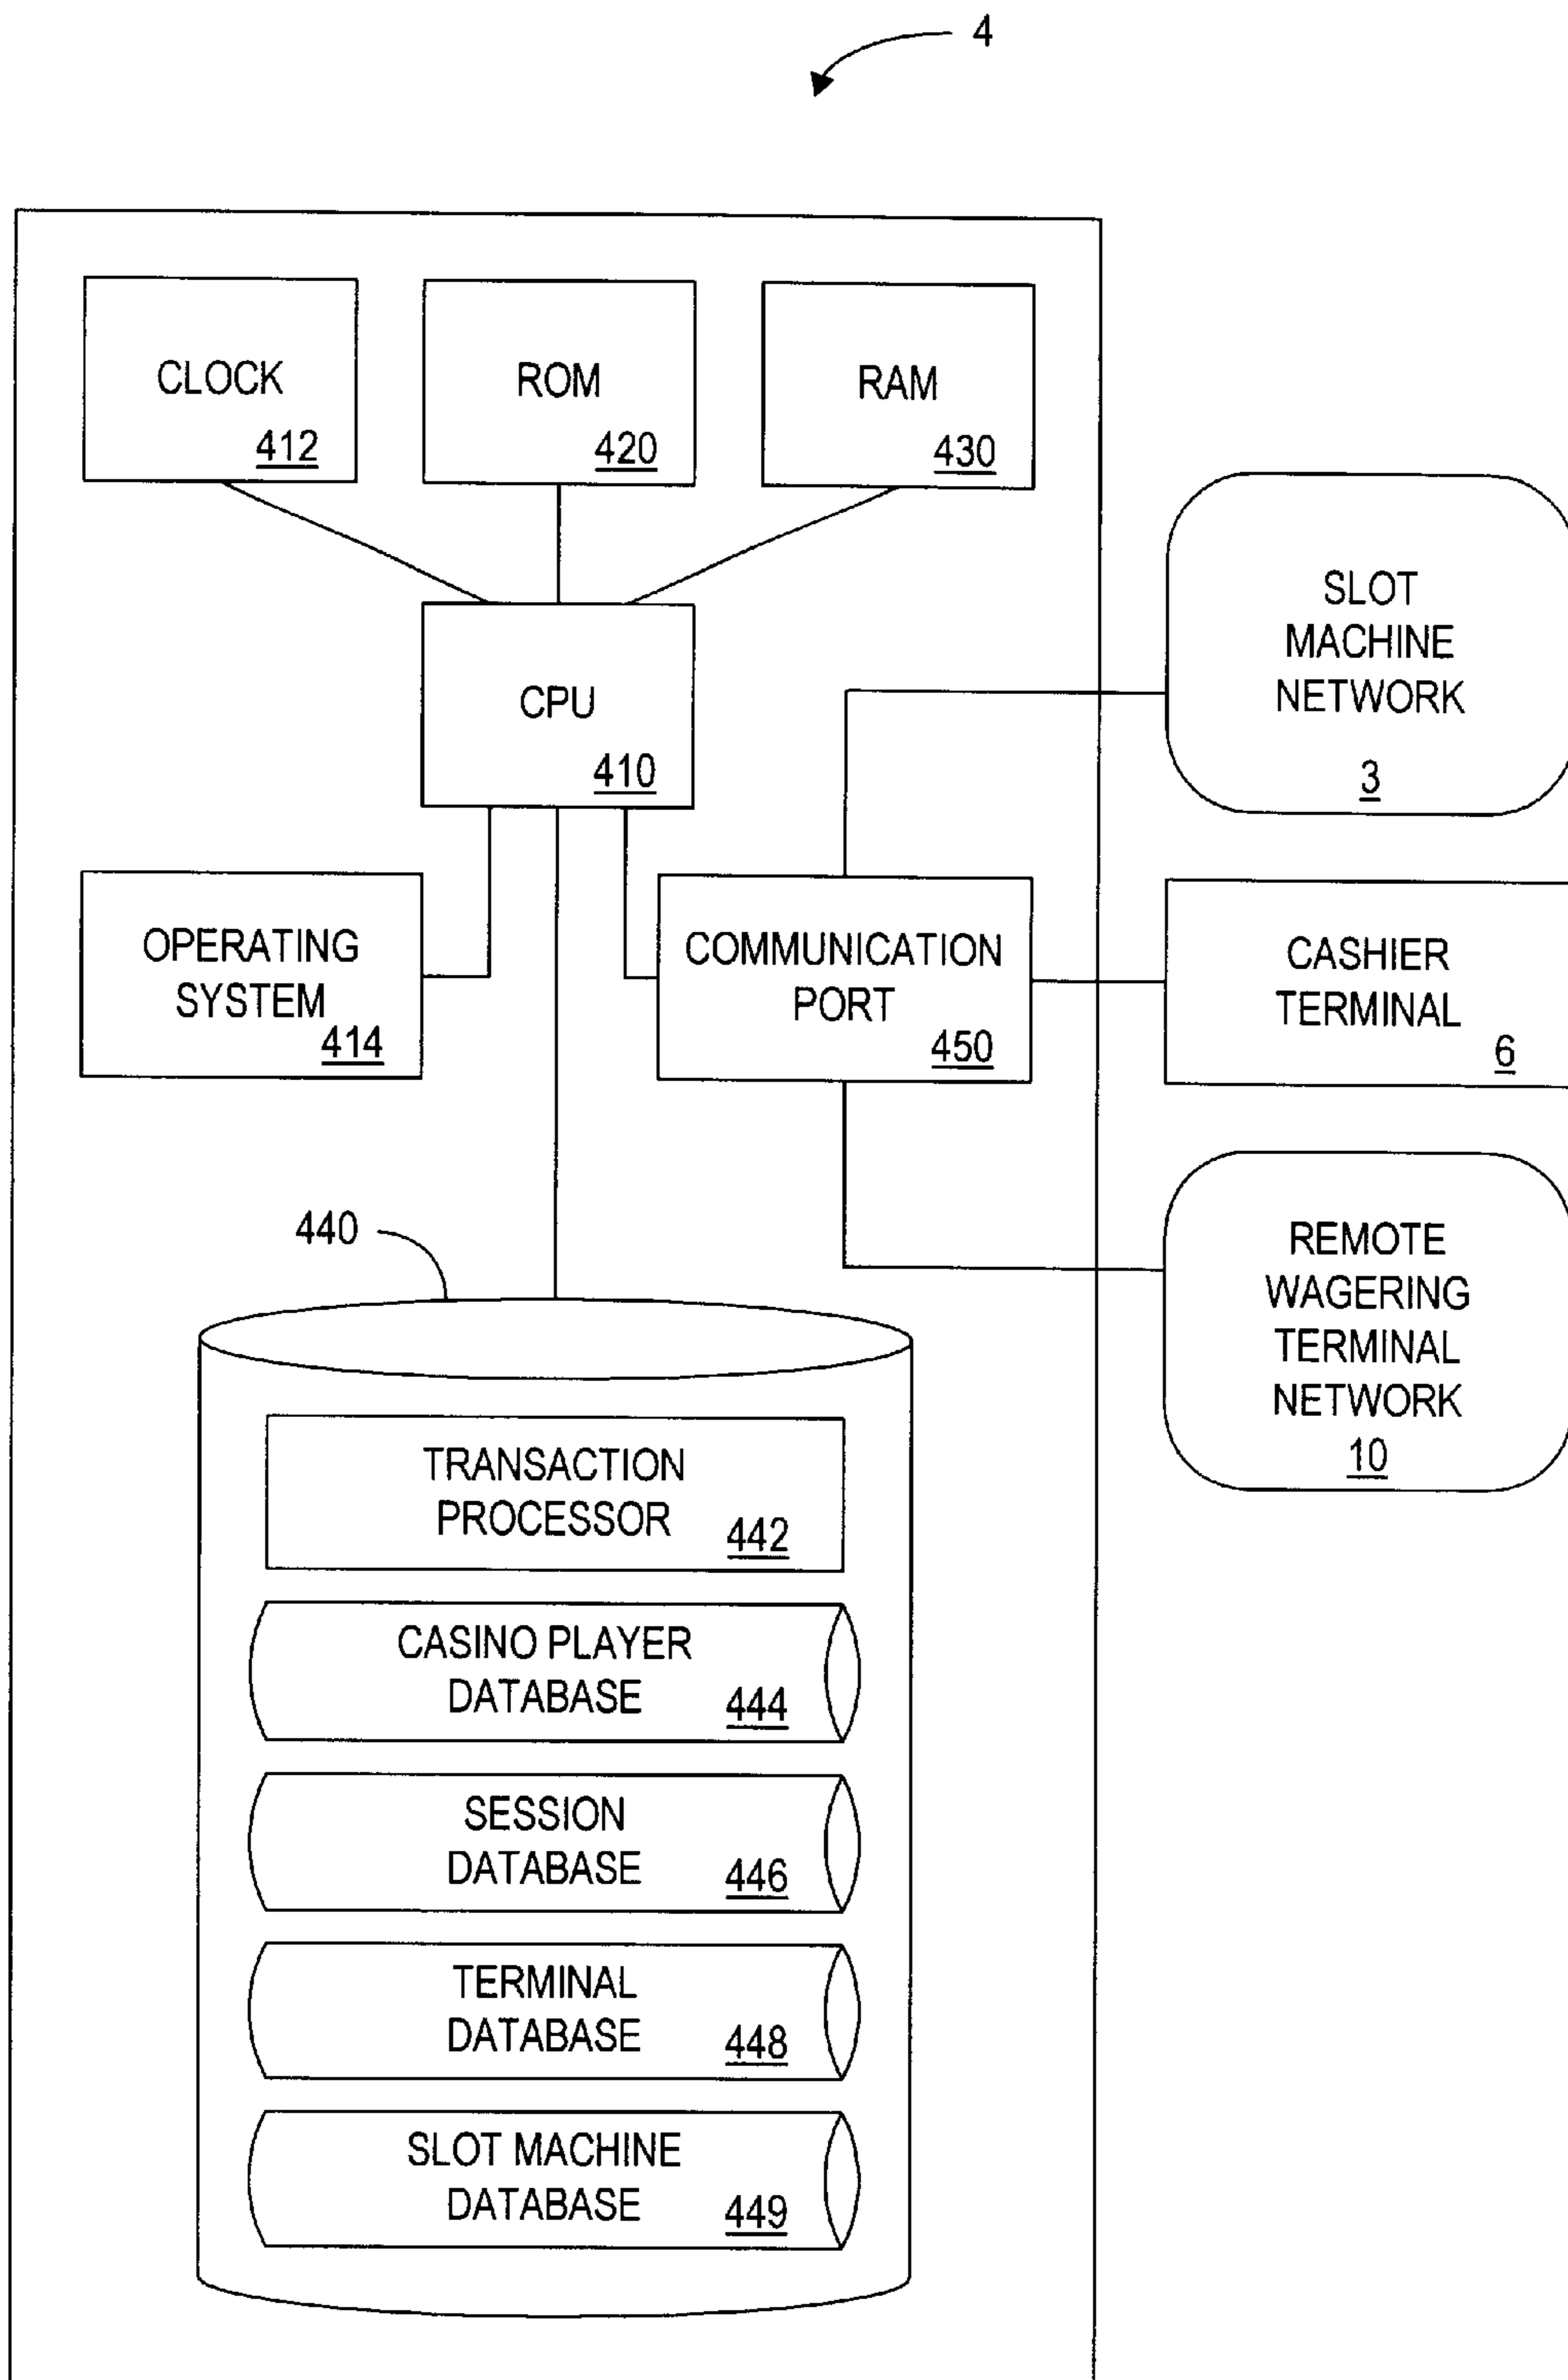 4
CLOCK
412
ROM
420
RAM
430
CPU
410
SLOT
MACHINE
NETWORK
3
OPERATING
SYSTEM
414
COMMUNICATION
PORT
450
CASHIER
TERMINAL
6
440
REMOTE
WAGERING
TERMINAL
NETWORK
10
TRANSACTION
PROCESSOR
442
CASINO PLAYER
DATABASE
444
SESSION
DATABASE
446
TERMINAL
DATABASE
448
SLOT MACHINE
DATABASE
449